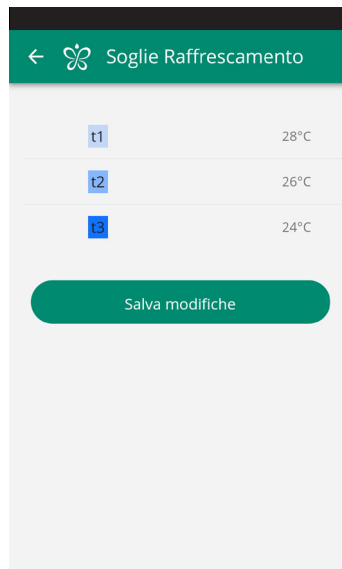 Soglie Raffrescamento
t1 28°C
t2 26°C
t3 24°C
Salva modifiche